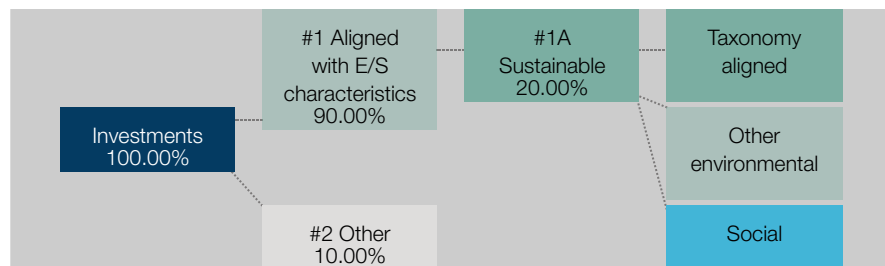 #1 Aligned
with E/S
characteristics
90.00%
#1A
Sustainable
20.00%
Taxonomy
aligned
Investments
100.00%
Other
environmental
#2 Other
10.00%
Social